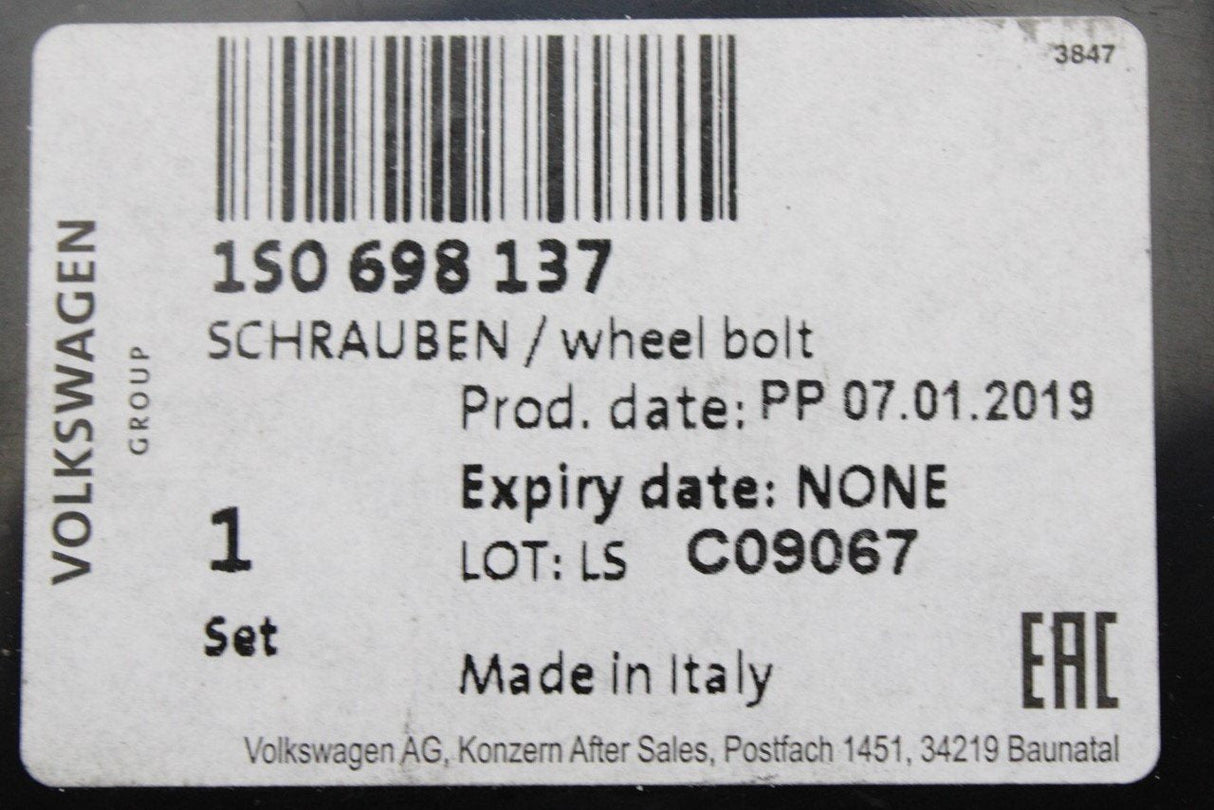 3847
1S0 698 137
SCHRAUBEN / wheel bolt
Prod. date: PP 07.01.2019
Expiry date: NONE
1
LOT: LS C09067
Set
Made in Italy
EAC
Volkswagen AG, Konzern After Sales, Postfach 1451, 34219 Baunatal
VOLKSWAGEN
GROUP